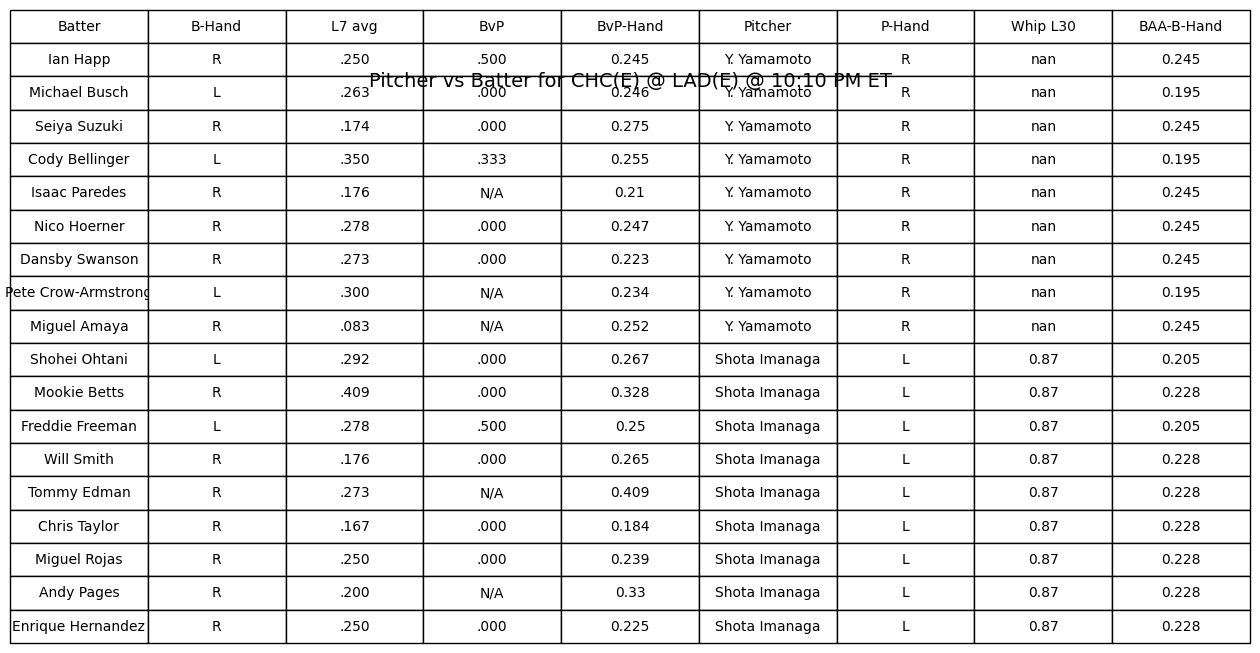 Batter B-Hand L7 avg BvP BvP-Hand Pitcher P-Hand Whip L30 BAA-B-Hand
Ian Happ R .250 .500 0.245 Y. Yamamoto R nan 0.245
Pitcher vs Batter for CHC(E) @ LAD(E) @ 10:10 PM ET
Michael Busch L .263 .000 0.246 Y. Yamamoto R nan 0.195
Seiya Suzuki R .174 .000 0.275 Y. Yamamoto R nan 0.245
Cody Bellinger L .350 .333 0.255 Y. Yamamoto R nan 0.195
Isaac Paredes R .176 N/A 0.21 Y. Yamamoto R nan 0.245
Nico Hoerner R .278 .000 0.247 Y. Yamamoto R nan 0.245
Dansby Swanson R .273 .000 0.223 Y. Yamamoto R nan 0.245
Pete Crow-Armstrong L .300 N/A 0.234 Y. Yamamoto R nan 0.195
Miguel Amaya R .083 N/A 0.252 Y. Yamamoto R nan 0.245
Shohei Ohtani L .292 .000 0.267 Shota Imanaga L 0.87 0.205
Mookie Betts R .409 .000 0.328 Shota Imanaga L 0.87 0.228
Freddie Freeman L .278 .500 0.25 Shota Imanaga L 0.87 0.205
Will Smith R .176 .000 0.265 Shota Imanaga L 0.87 0.228
Tommy Edman R .273 N/A 0.409 Shota Imanaga L 0.87 0.228
Chris Taylor R .167 .000 0.184 Shota Imanaga L 0.87 0.228
Miguel Rojas R .250 .000 0.239 Shota Imanaga L 0.87 0.228
Andy Pages R .200 N/A 0.33 Shota Imanaga L 0.87 0.228
Enrique Hernandez R .250 .000 0.225 Shota Imanaga L 0.87 0.228